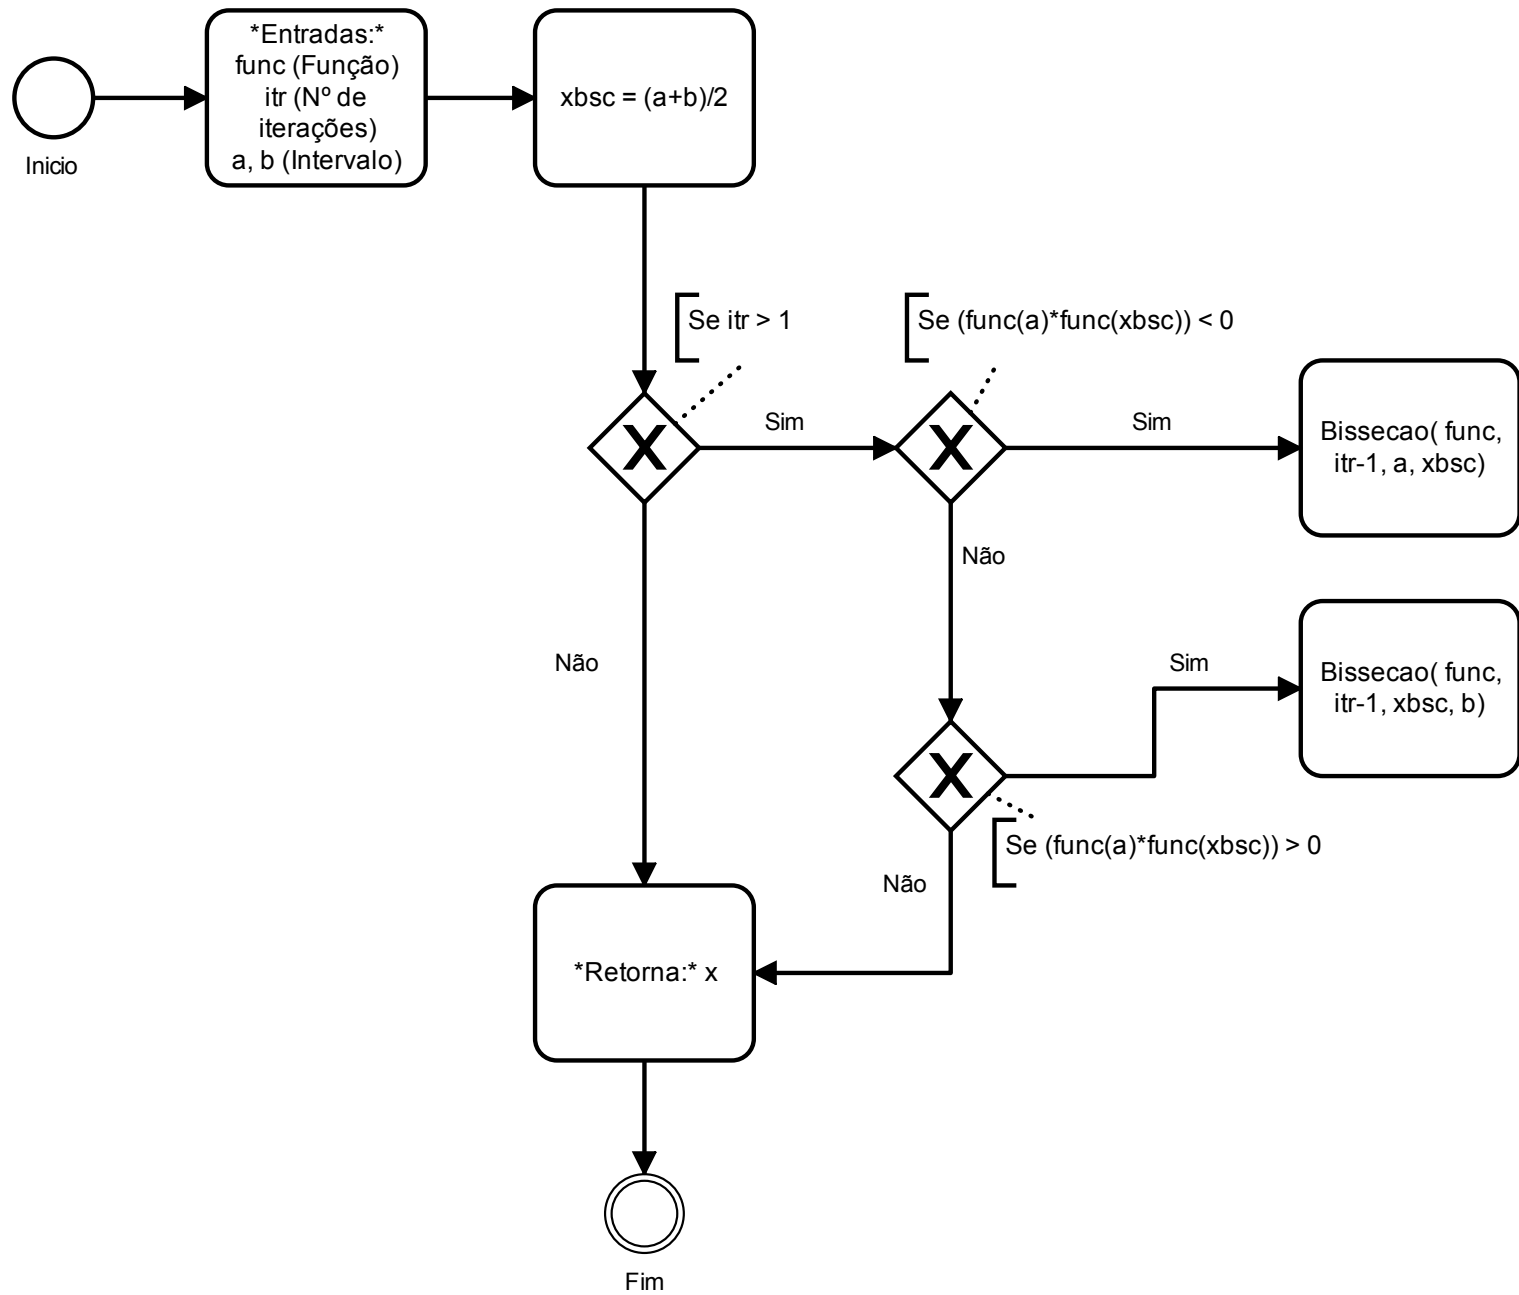 *Entradas:*
func (Função)
itr (Nº de
iterações)
a, b (Intervalo)
xbsc = (a+b)/2
Inicio
Se itr > 1
Se (func(a)*func(xbsc)) < 0
Sim
Sim
Bissecao( func,
itr-1, a, xbsc)
Não
Não
Sim
Bissecao( func,
itr-1, xbsc, b)
Se (func(a)*func(xbsc)) > 0
Não
*Retorna:* x
Fim